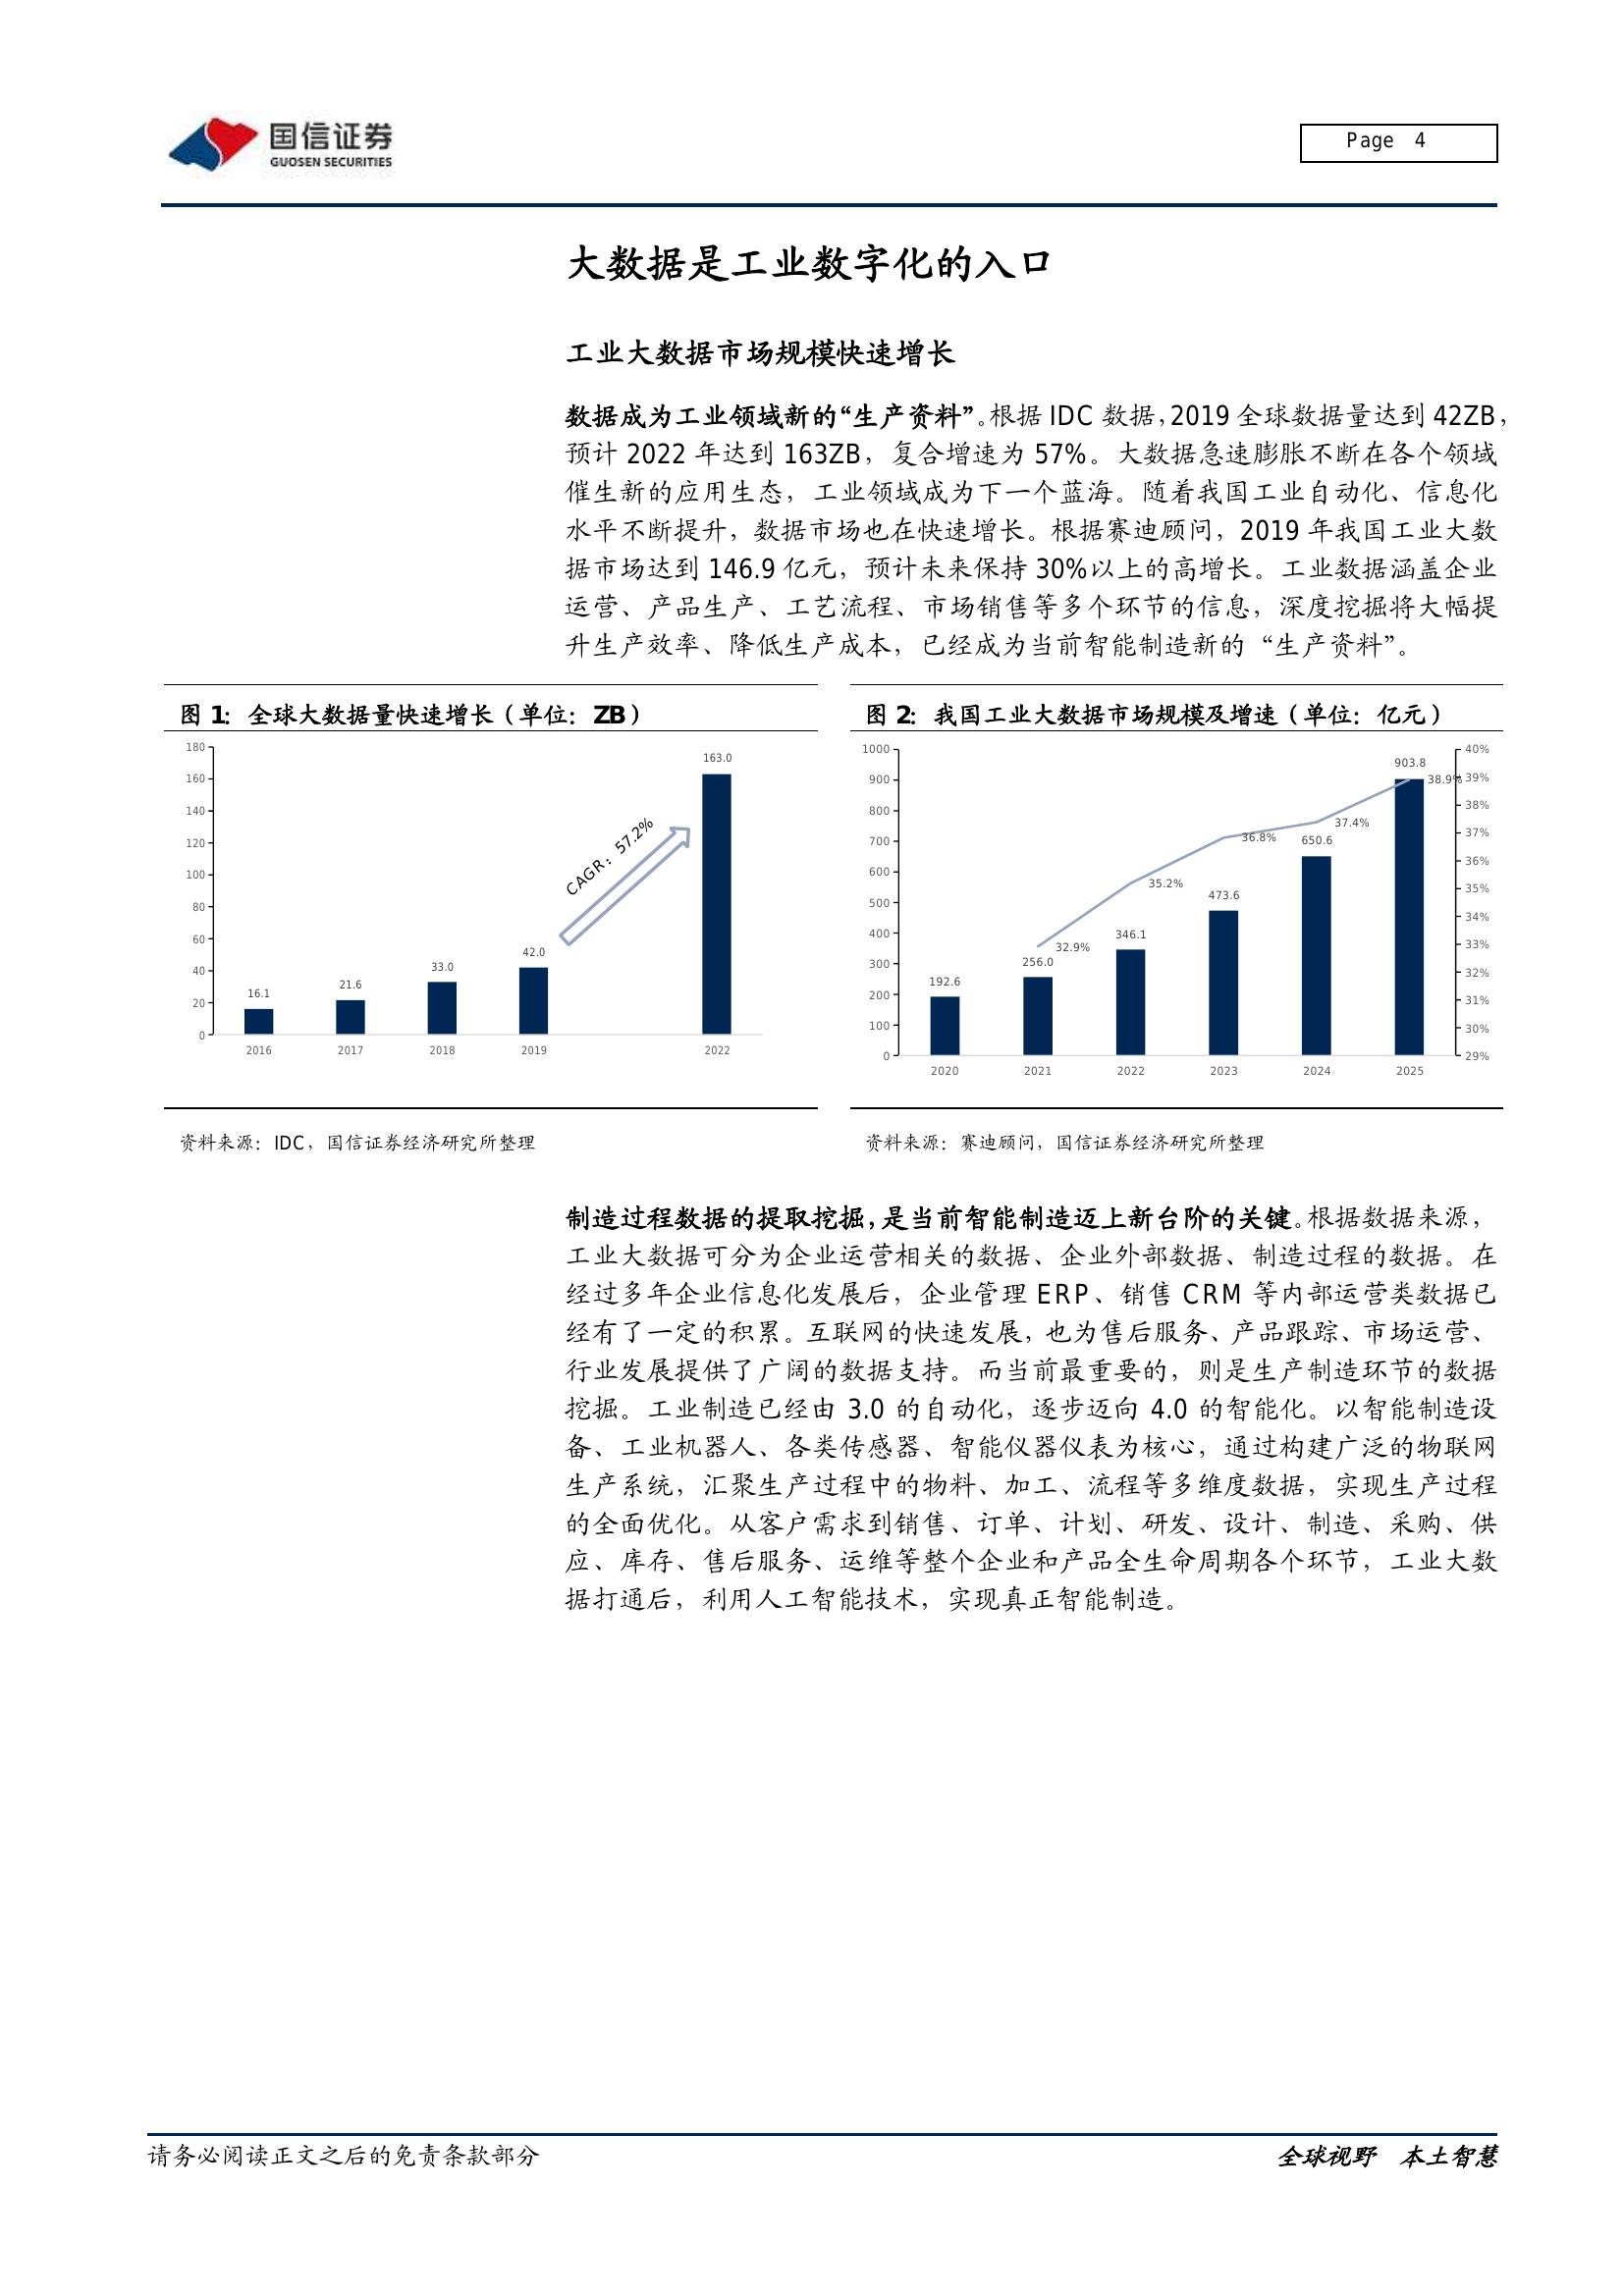 国信证券
GUOSEN SECURITIES
Page 4
大数据是工业数字化的入口
工业大数据市场规模快速增长
数据成为工业领域新的“生产资料”。根据 IDC 数据，2019 全球数据量达到 42ZB，
预计 2022 年达到 163ZB，复合增速为 57%。大数据急速膨胀不断在各个领域
催生新的应用生态，工业领域成为下一个蓝海。随着我国工业自动化、信息化
水平不断提升，数据市场也在快速增长。根据赛迪顾问，2019 年我国工业大数
据市场达到 146.9 亿元，预计未来保持 30%以上的高增长。工业数据涵盖企业
运营、产品生产、工艺流程、市场销售等多个环节的信息，深度挖掘将大幅提
升生产效率、降低生产成本，已经成为当前智能制造新的“生产资料”。
图 1：全球大数据量快速增长（单位：ZB）
180
160
140
120
100
80
60
40
20
0
16.1
21.6
33.0
42.0
163.0
CAGR：57.2%
2016
2017
2018
2019
2022
资料来源：IDC，国信证券经济研究所整理
图 2：我国工业大数据市场规模及增速（单位：亿元）
1000
900
800
700
600
500
400
300
200
100
0
192.6
256.0
346.1
473.6
650.6
903.8
32.9%
35.2%
36.8%
37.4%
38.9%
40%
39%
38%
37%
36%
35%
34%
33%
32%
31%
30%
29%
2020
2021
2022
2023
2024
2025
资料来源：赛迪顾问，国信证券经济研究所整理
制造过程数据的提取挖掘，是当前智能制造迈上新台阶的关键。根据数据来源，
工业大数据可分为企业运营相关的数据、企业外部数据、制造过程的数据。在
经过多年企业信息化发展后，企业管理 ERP、销售 CRM 等内部运营类数据已
经有了一定的积累。互联网的快速发展，也为售后服务、产品跟踪、市场运营、
行业发展提供了广阔的数据支持。而当前最重要的，则是生产制造环节的数据
挖掘。工业制造已经由 3.0 的自动化，逐步迈向 4.0 的智能化。以智能制造设
备、工业机器人、各类传感器、智能仪器仪表为核心，通过构建广泛的物联网
生产系统，汇聚生产过程中的物料、加工、流程等多维度数据，实现生产过程
的全面优化。从客户需求到销售、订单、计划、研发、设计、制造、采购、供
应、库存、售后服务、运维等整个企业和产品全生命周期各个环节，工业大数
据打通后，利用人工智能技术，实现真正智能制造。
请务必阅读正文之后的免责条款部分
全球视野 本土智慧